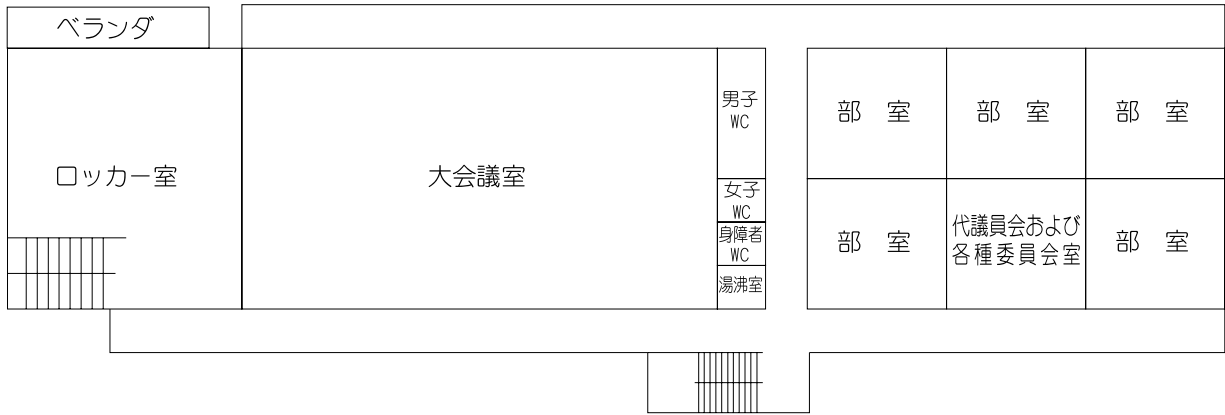 ベランダ
ロッカー室
大会議室
男子
WC
女子
WC
身障者
WC
湯沸室
部　室
部　室
部　室
部　室
代議員会および
各種委員会室
部　室